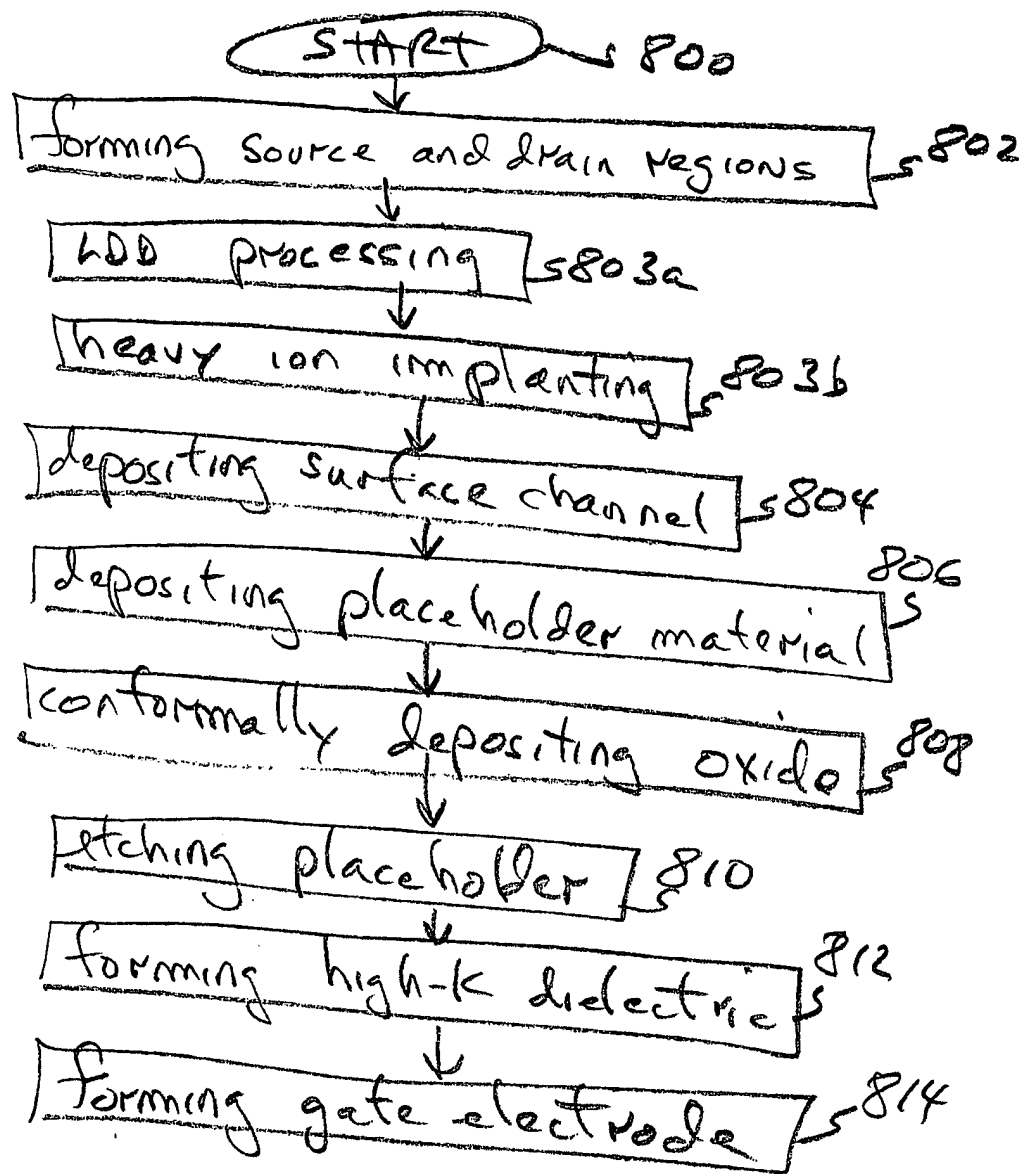 START 800
forming source and drain regions 802
LDD processing 803a
heavy ion implanting 803b
depositing surface channel 804
depositing placeholder material 806
conformally depositing oxide 808
etching placeholder 810
forming high-k dielectric 812
forming gate electrode 814